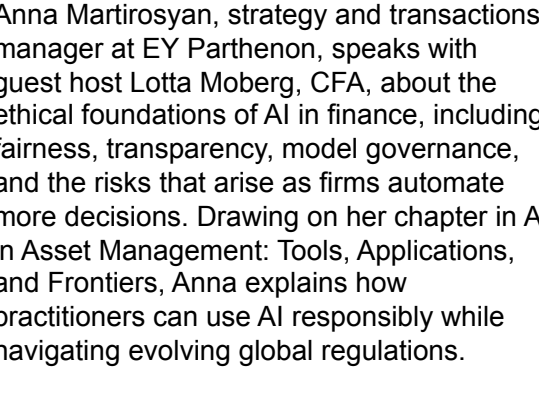 Anna Martirosyan, strategy and transactions
manager at EY Parthenon, speaks with
guest host Lotta Moberg, CFA, about the
ethical foundations of AI in finance, including
fairness, transparency, model governance,
and the risks that arise as firms automate
more decisions. Drawing on her chapter in A
in Asset Management: Tools, Applications,
and Frontiers, Anna explains how
practitioners can use AI responsibly while
navigating evolving global regulations.